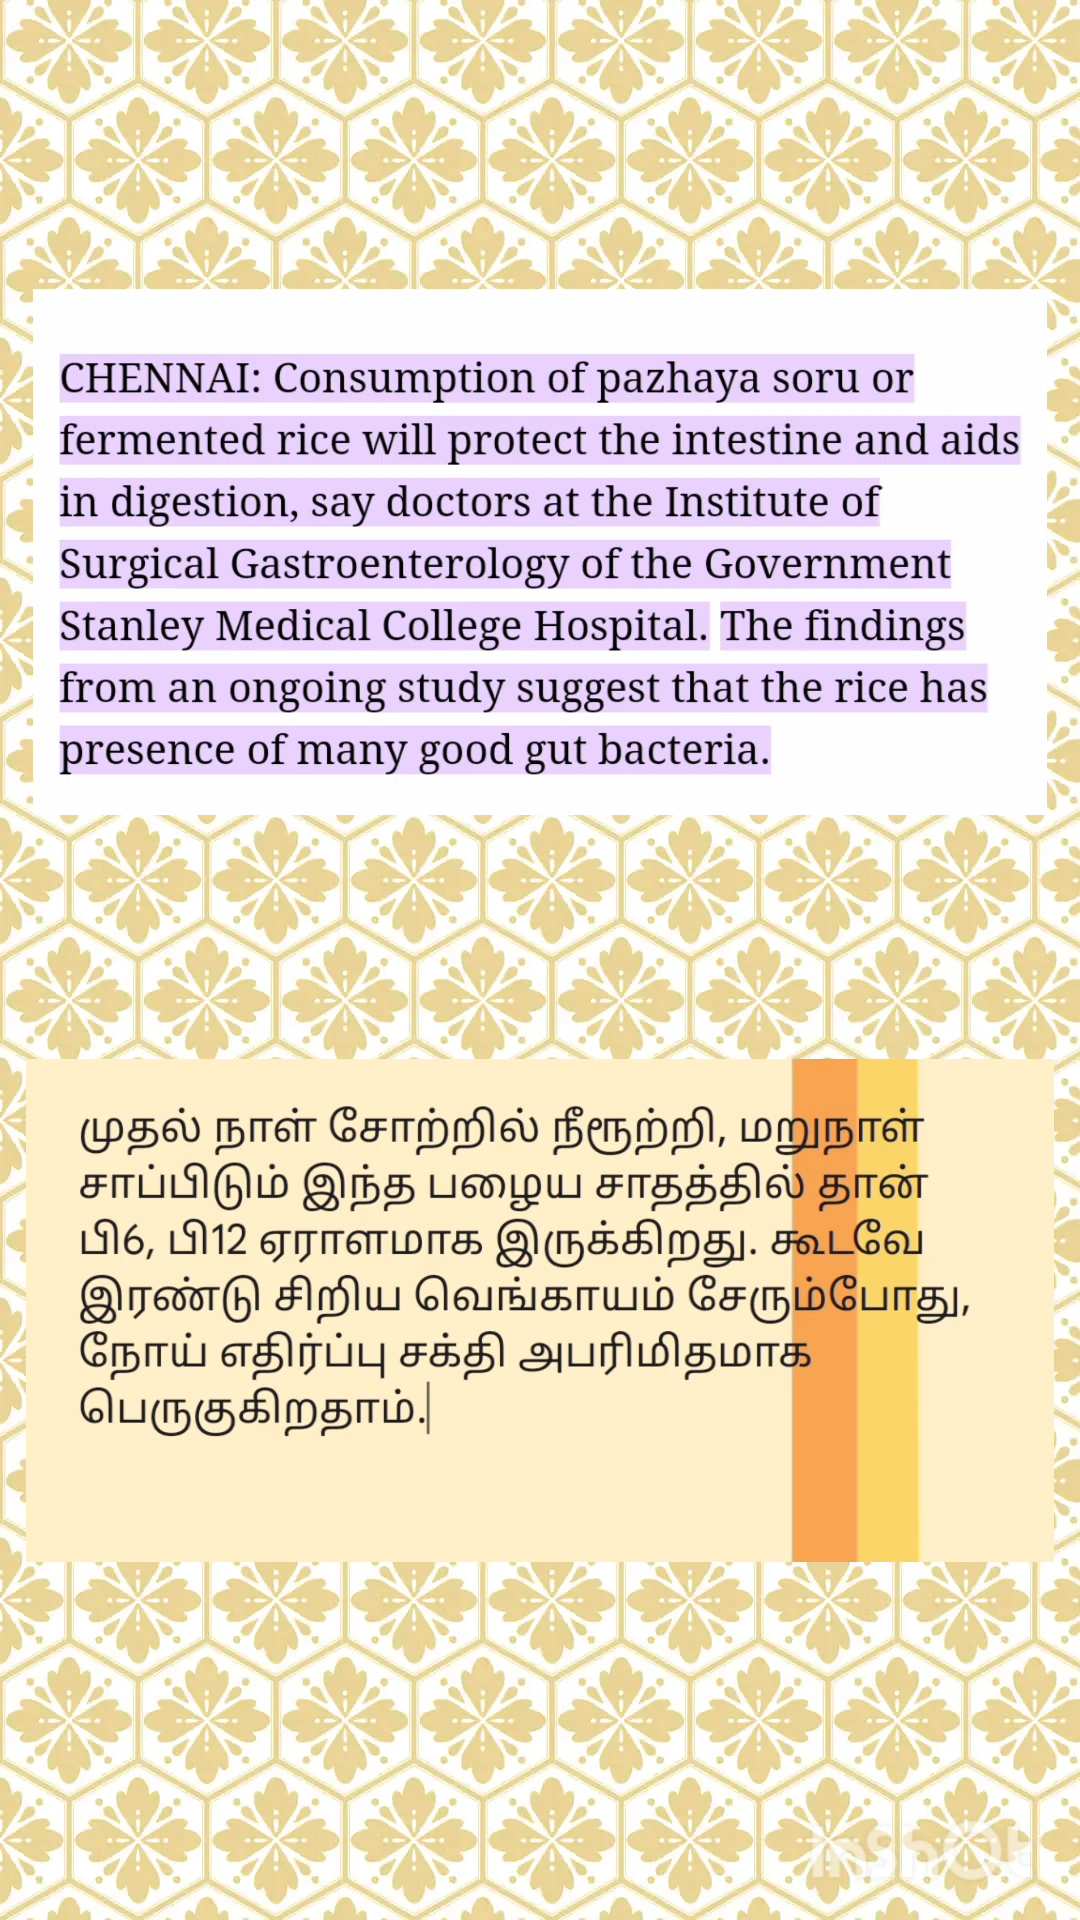 CHENNAI: Consumption of pazhaya soru or
fermented rice will protect the intestine and aids
in digestion, say doctors at the Institute of
Surgical Gastroenterology of the Government
Stanley Medical College Hospital. The findings
from an ongoing study suggest that the rice has
presence of many good gut bacteria.
முதல் நாள் சோற்றில் நீரூற்றி, மறுநாள்
சாப்பிடும் இந்த பழைய சாதத்தில் தான்
பி6, பி12 ஏராளமாக இருக்கிறது. கூடவே
இரண்டு சிறிய வெங்காயம் சேரும்போது,
நோய் எதிர்ப்பு சக்தி அபரிமிதமாக
பெருகுகிறதாம்.
InShOt